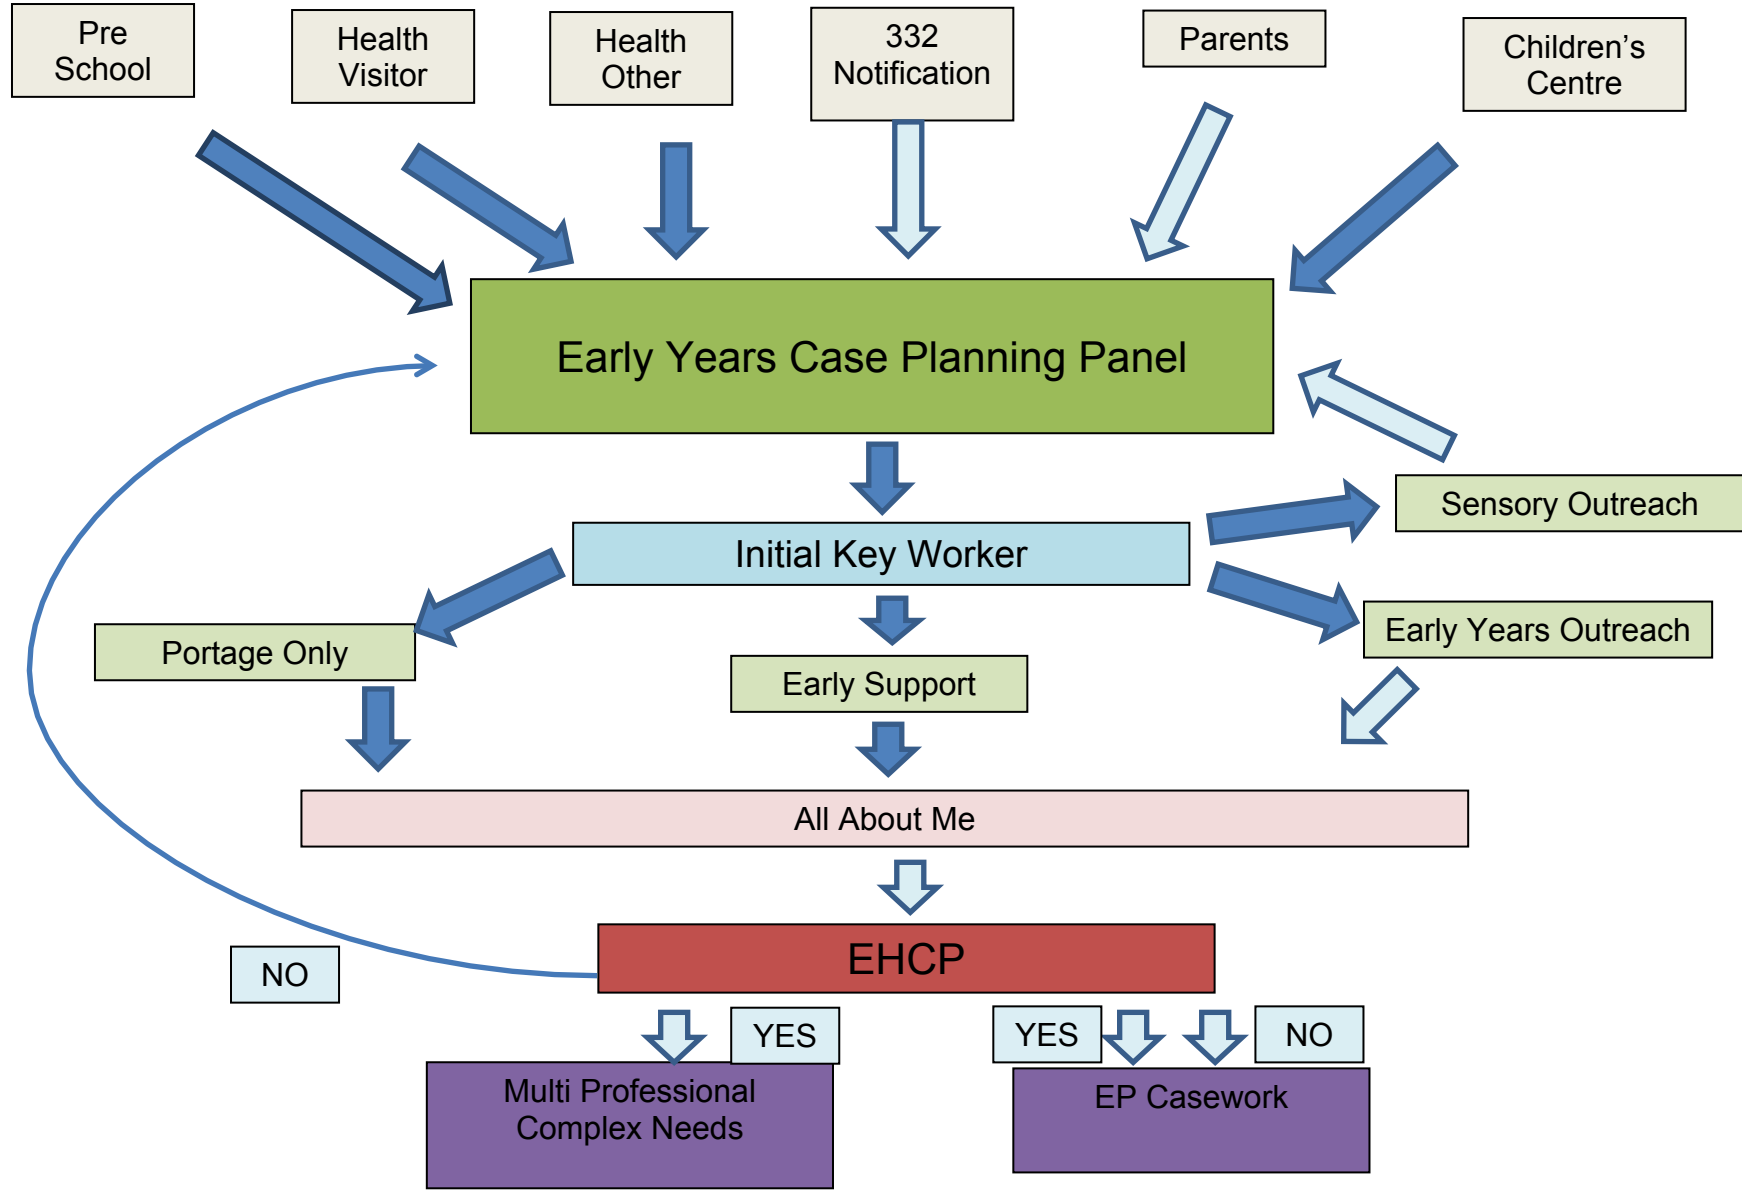 Pre
School
Health
Visitor
Health
Other
332
Notification
Parents
Children’s
Centre
Early Years Case Planning Panel
Sensory Outreach
Initial Key Worker
Early Years Outreach
Portage Only
Early Support
All About Me
EHCP
NO
YES
YES
NO
Multi Professional
Complex Needs
EP Casework